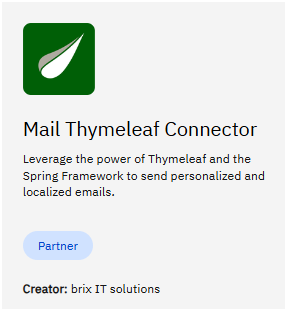 Mail Thymeleaf Connector
Leverage the power of Thymeleaf and the
Spring Framework to send personalized and
localized emails.
Partner
Creator: brix IT solutions